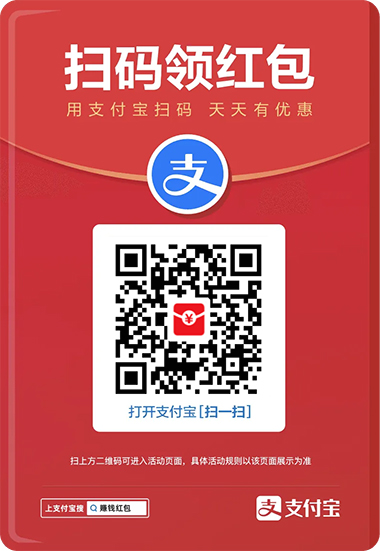 扫码领红包
用支付宝扫码 天天有优惠
支
打开支付宝[扫一扫]
扫上方二维码可进入活动页面，具体活动规则以该页面展示为准
上支付宝搜 赚钱红包
支 支付宝